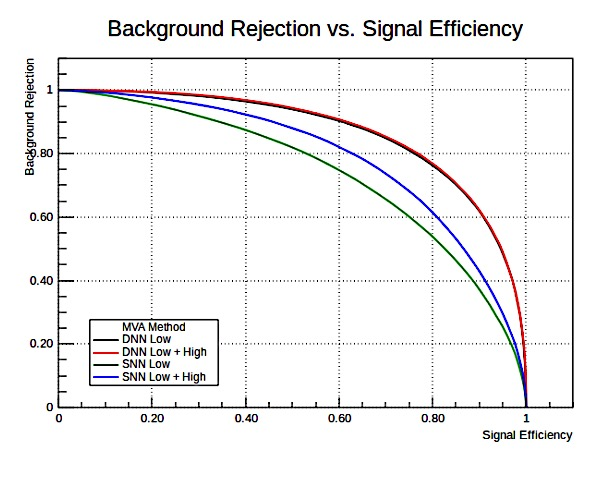 Background Rejection vs. Signal Efficiency
Background Rejection
1
0.80
0.60
0.40
0.20
0
MVA Method
DNN Low
DNN Low + High
SNN Low
SNN Low + High
0 0.20 0.40 0.60 0.80 1
Signal Efficiency